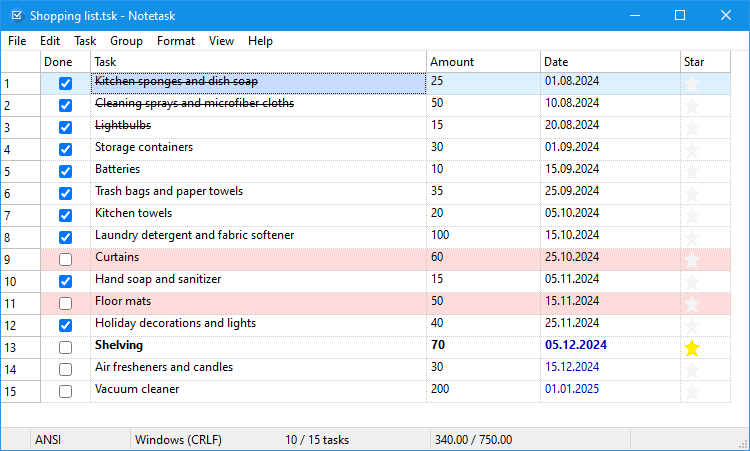 Shopping list.tsk - Notetask
File Edit Task Group Format View Help
Done Task Amount Date Star
1 Kitchen sponges and dish soap 25 01.08.2024
2 Cleaning sprays and microfiber cloths 50 10.08.2024
3 Lightbulbs 15 20.08.2024
4 Storage containers 30 01.09.2024
5 Batteries 10 15.09.2024
6 Trash bags and paper towels 35 25.09.2024
7 Kitchen towels 20 05.10.2024
8 Laundry detergent and fabric softener 100 15.10.2024
9 Curtains 60 25.10.2024
10 Hand soap and sanitizer 15 05.11.2024
11 Floor mats 50 15.11.2024
12 Holiday decorations and lights 40 25.11.2024
13 Shelving 70 05.12.2024
14 Air fresheners and candles 30 15.12.2024
15 Vacuum cleaner 200 01.01.2025
ANSI Windows (CRLF) 10 / 15 tasks 340.00 / 750.00